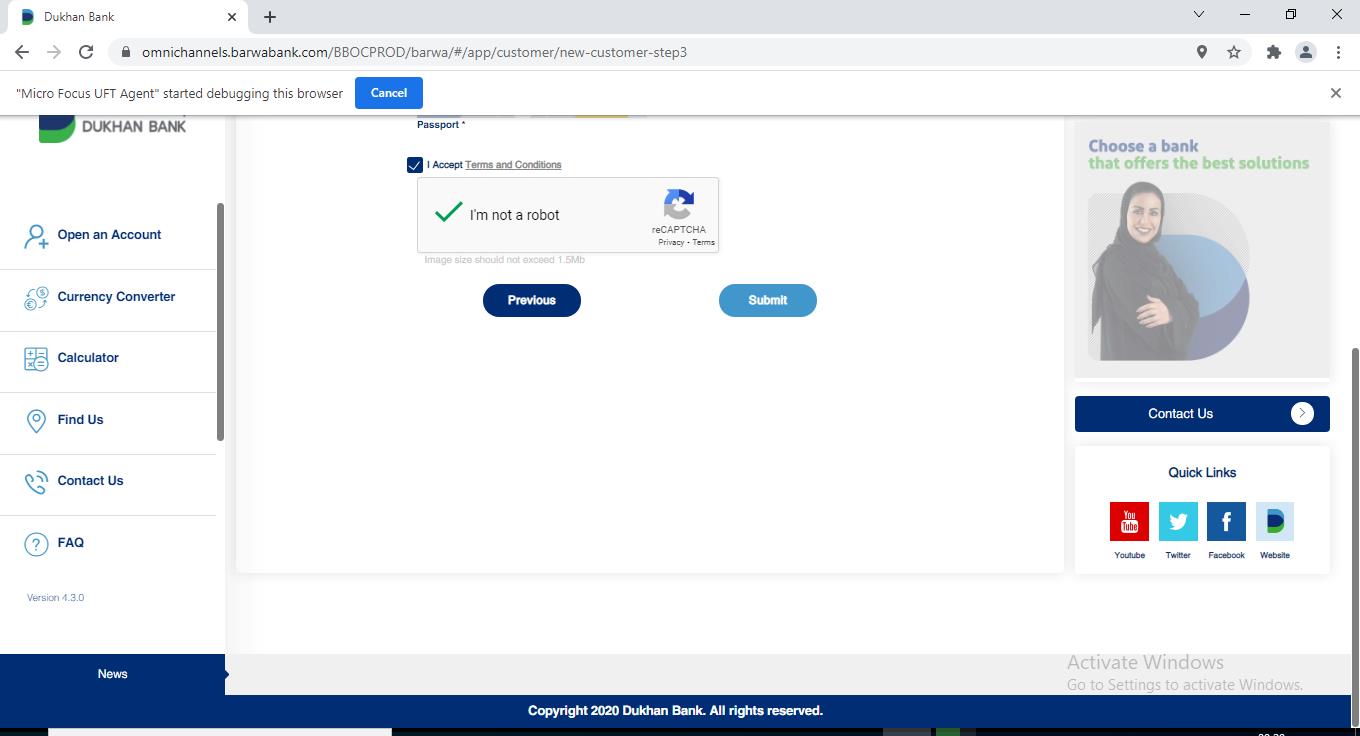 Dukhan Bank
omnichannels.barwabank.com/BBOCPROD/barwa/#/app/customer/new-customer-step3
"Micro Focus UFT Agent" started debugging this browser
Cancel
DUKHAN BANK
Open an Account
Currency Converter
Calculator
Find Us
Contact Us
FAQ
Version 4.3.0
News
Passport *
I Accept Terms and Conditions
I'm not a robot
reCAPTCHA
Privacy - Terms
Image size should not exceed 1.5Mb
Previous
Submit
Choose a bank
that offers the best solutions
Contact Us
Quick Links
You
Tube
Youtube
Twitter
Facebook
Website
Activate Windows
Go to Settings to activate Windows.
Copyright 2020 Dukhan Bank. All rights reserved.